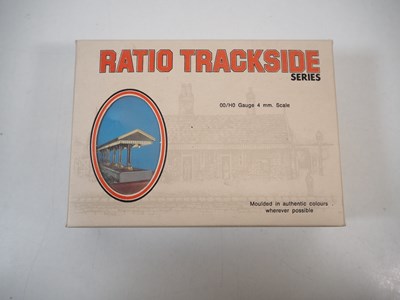 RATIO TRACKSIDE
SERIES
00/H0 Gauge 4 mm. Scale
Moulded in authentic colours
wherever possible